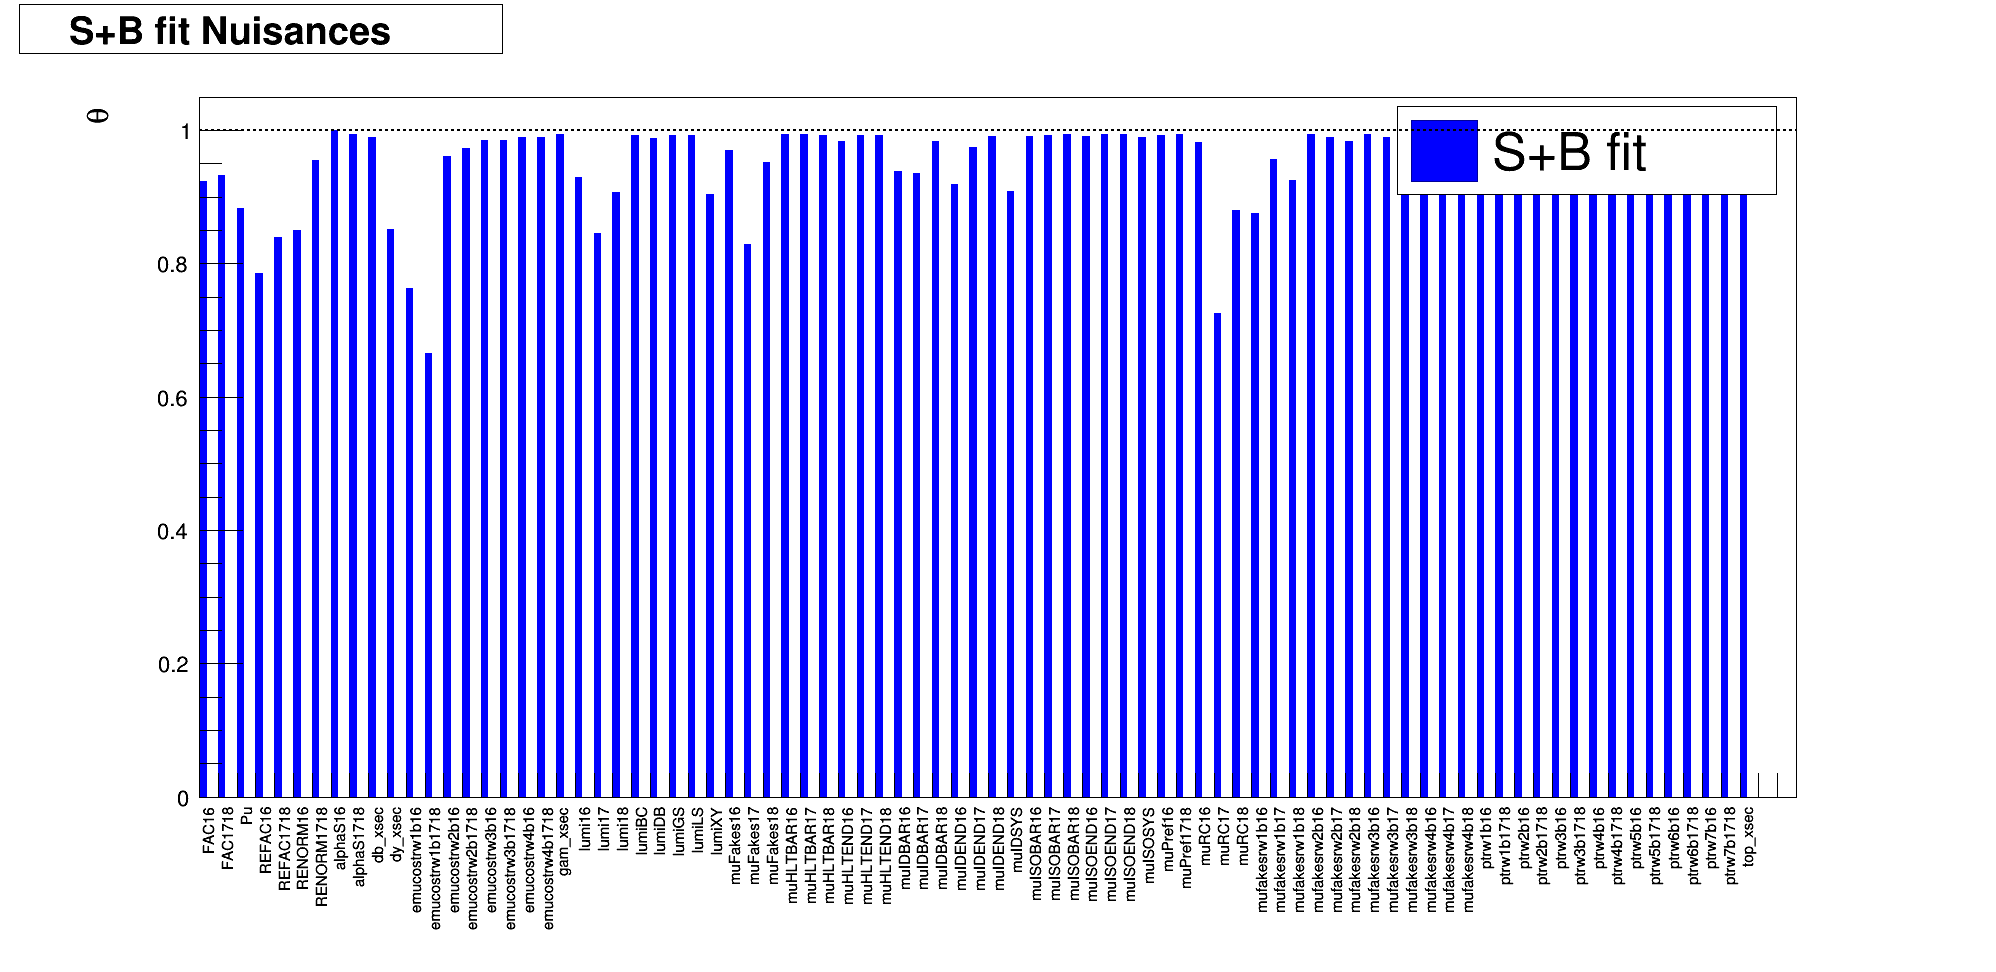 S+B fit Nuisances
θ
S+B fit
1
0.8
0.6
0.4
0.2
0
FAC16
FAC1718
Pu
REFAC16
REFAC1718
RENORM16
RENORM1718
alphaS16
alphaS1718
db_xsec
dy_xsec
emucostrw1b16
emucostrw1b1718
emucostrw2b16
emucostrw2b1718
emucostrw3b16
emucostrw3b1718
emucostrw4b16
emucostrw4b1718
gam_xsec
lumi16
lumi17
lumi18
lumiBC
lumiDB
lumiGS
lumiLS
lumiXY
muFakes16
muFakes17
muFakes18
muHLTBAR16
muHLTBAR17
muHLTBAR18
muHLTEND16
muHLTEND17
muHLTEND18
muIDBAR16
muIDBAR17
muIDBAR18
muIDEND16
muIDEND17
muIDEND18
muIDSYS
muISOBAR16
muISOBAR17
muISOBAR18
muISOEND16
muISOEND17
muISOEND18
muISOSYS
muPref16
muPref1718
muRC16
muRC17
muRC18
mufakesrw1b16
mufakesrw1b17
mufakesrw1b18
mufakesrw2b16
mufakesrw2b17
mufakesrw2b18
mufakesrw3b16
mufakesrw3b17
mufakesrw3b18
mufakesrw4b16
mufakesrw4b17
mufakesrw4b18
ptrw1b16
ptrw1b1718
ptrw2b16
ptrw2b1718
ptrw3b16
ptrw3b1718
ptrw4b16
ptrw4b1718
ptrw5b16
ptrw5b1718
ptrw6b16
ptrw6b1718
ptrw7b16
ptrw7b1718
top_xsec